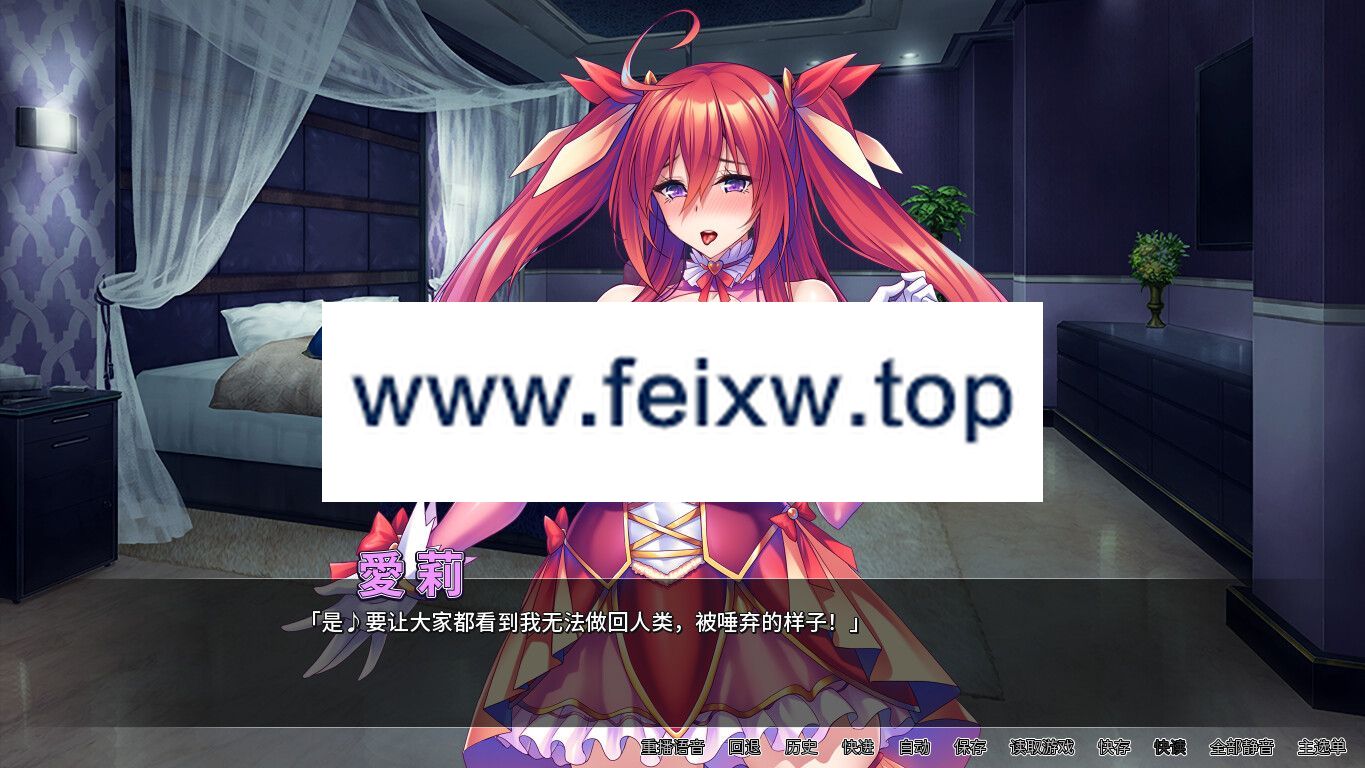 www.feixw.top
愛莉
「是♪要让大家都看到我无法做回人类，被唾弃的样子！」
重播语音 回退 历史 快进 自动 保存 读取游戏 快存 快读 全部静音 主选单